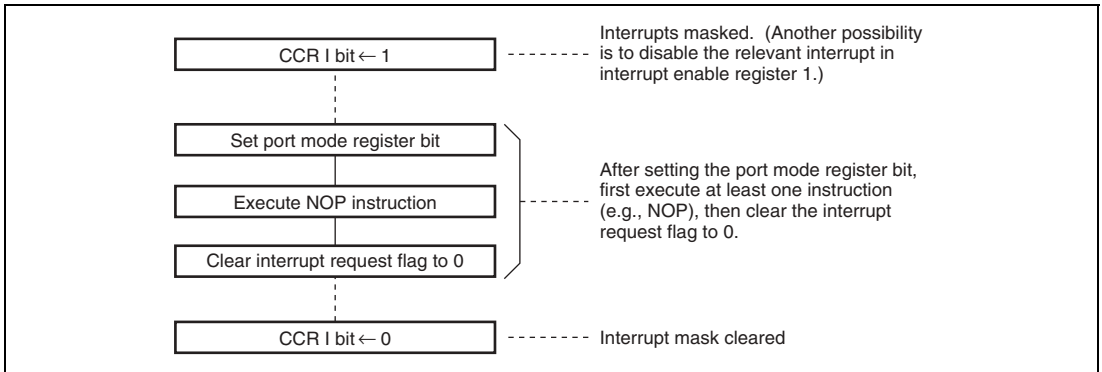 CCR I bit ← 1
Interrupts masked. (Another possibility
is to disable the relevant interrupt in
interrupt enable register 1.)
Set port mode register bit
Execute NOP instruction
Clear interrupt request flag to 0
After setting the port mode register bit,
first execute at least one instruction
(e.g., NOP), then clear the interrupt
request flag to 0.
CCR I bit ← 0
Interrupt mask cleared